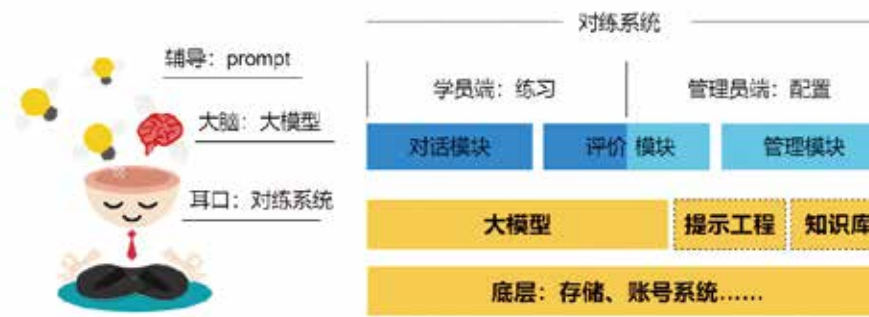 辅导：prompt
大脑：大模型
耳口：对练系统
对练系统
学员端：练习
管理员端：配置
对话模块
评价 模块
管理模块
大模型
提示工程
知识库
底层：存储、账号系统……